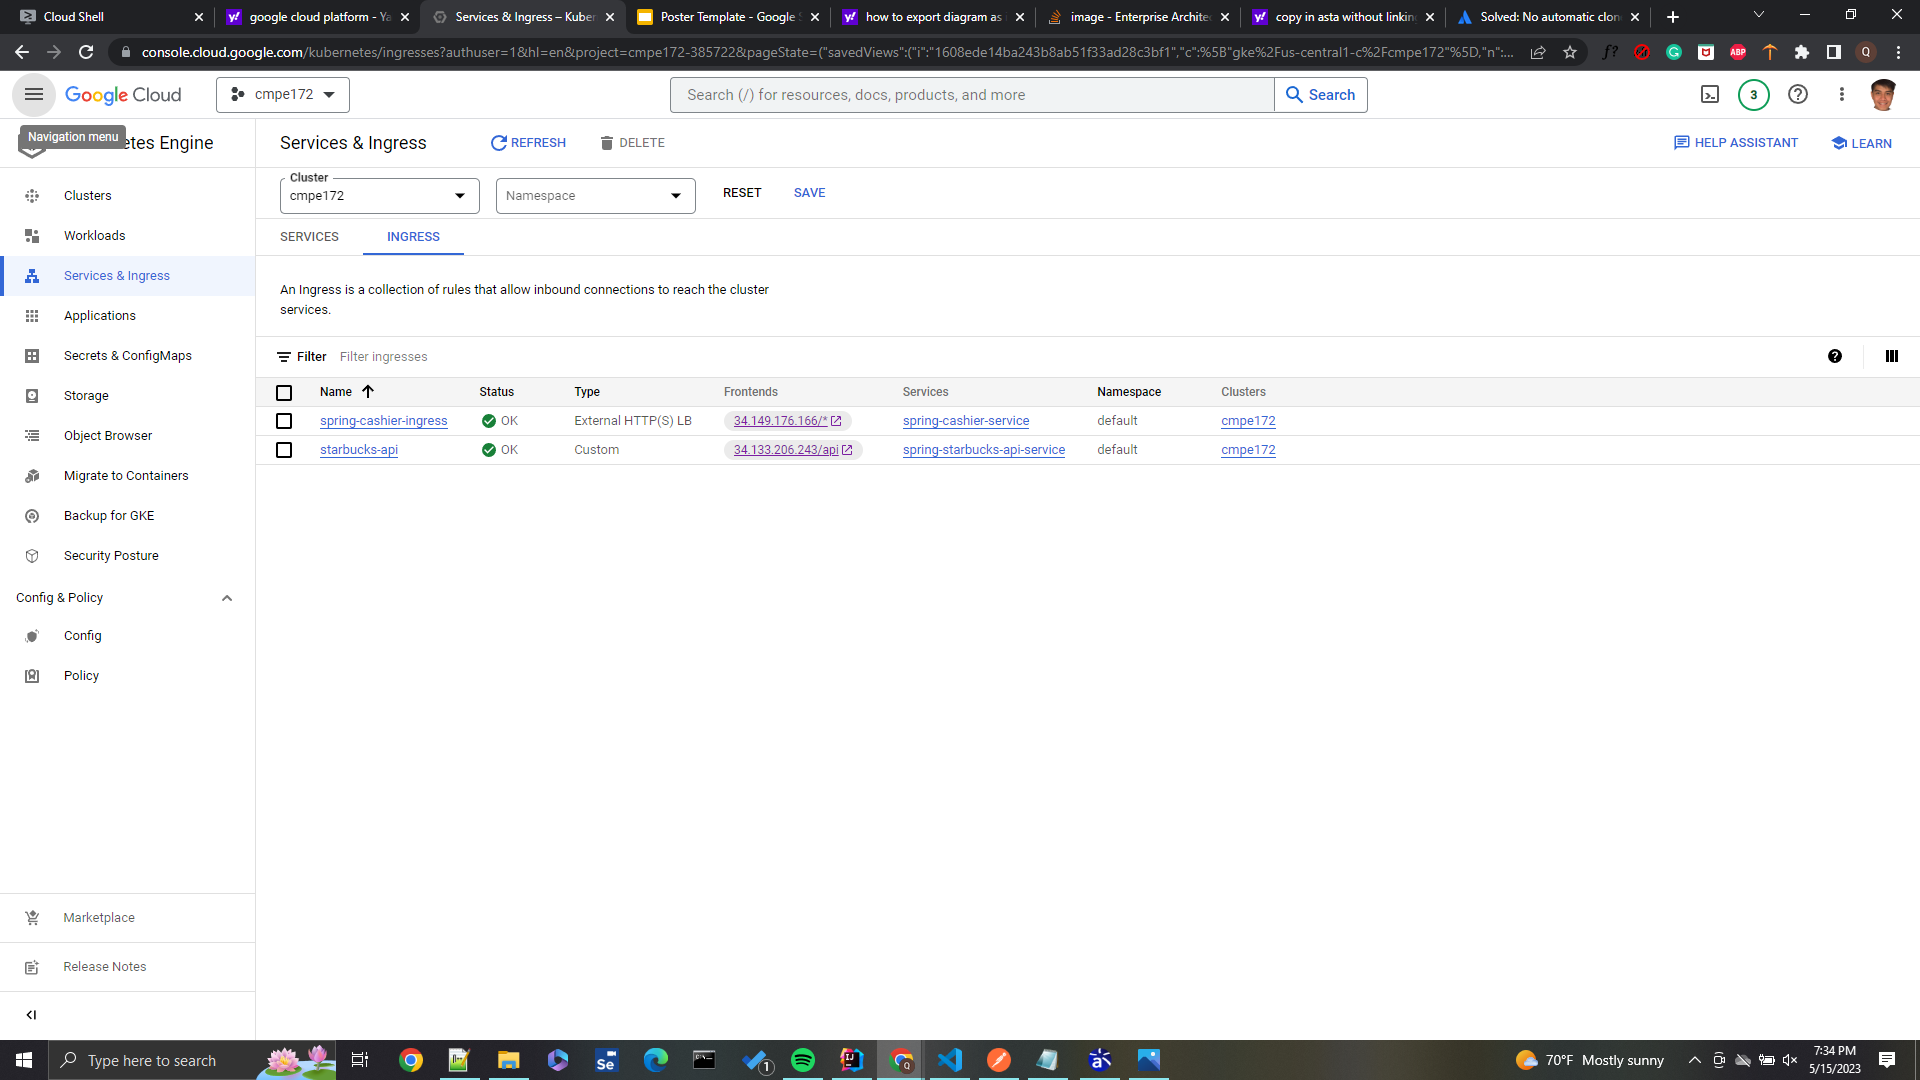 Cloud Shell
google cloud platform - Ya
Services & Ingress – Kuber
Poster Template - Google S
how to export diagram as
image - Enterprise Architec
copy in asta without linkin
Solved: No automatic clon
console.cloud.google.com/kubernetes/ingresses?authuser=1&hl=en&project=cmpe172-385722&pageState=("savedViews":("i":"1608ede14ba243b8ab51f33ad28c3bf1","c":%5B"gke%2Fus-central1-c%2Fcmpe172"%5D,"n":...
Google Cloud
cmpe172
Search (/) for resources, docs, products, and more
Search
3
Navigation menu
etes Engine
Services & Ingress
REFRESH
DELETE
HELP ASSISTANT
LEARN
Clusters
Workloads
Services & Ingress
Applications
Secrets & ConfigMaps
Storage
Object Browser
Migrate to Containers
Backup for GKE
Security Posture
Config & Policy
Config
Policy
Marketplace
Release Notes
Cluster
cmpe172
Namespace
RESET
SAVE
SERVICES
INGRESS
An Ingress is a collection of rules that allow inbound connections to reach the cluster
services.
Filter
Filter ingresses
Name Status Type Frontends Services Namespace Clusters
spring-cashier-ingress OK External HTTP(S) LB 34.149.176.166/* spring-cashier-service default cmpe172
starbucks-api OK Custom 34.133.206.243/api spring-starbucks-api-service default cmpe172
Type here to search
70°F Mostly sunny
7:34 PM
5/15/2023